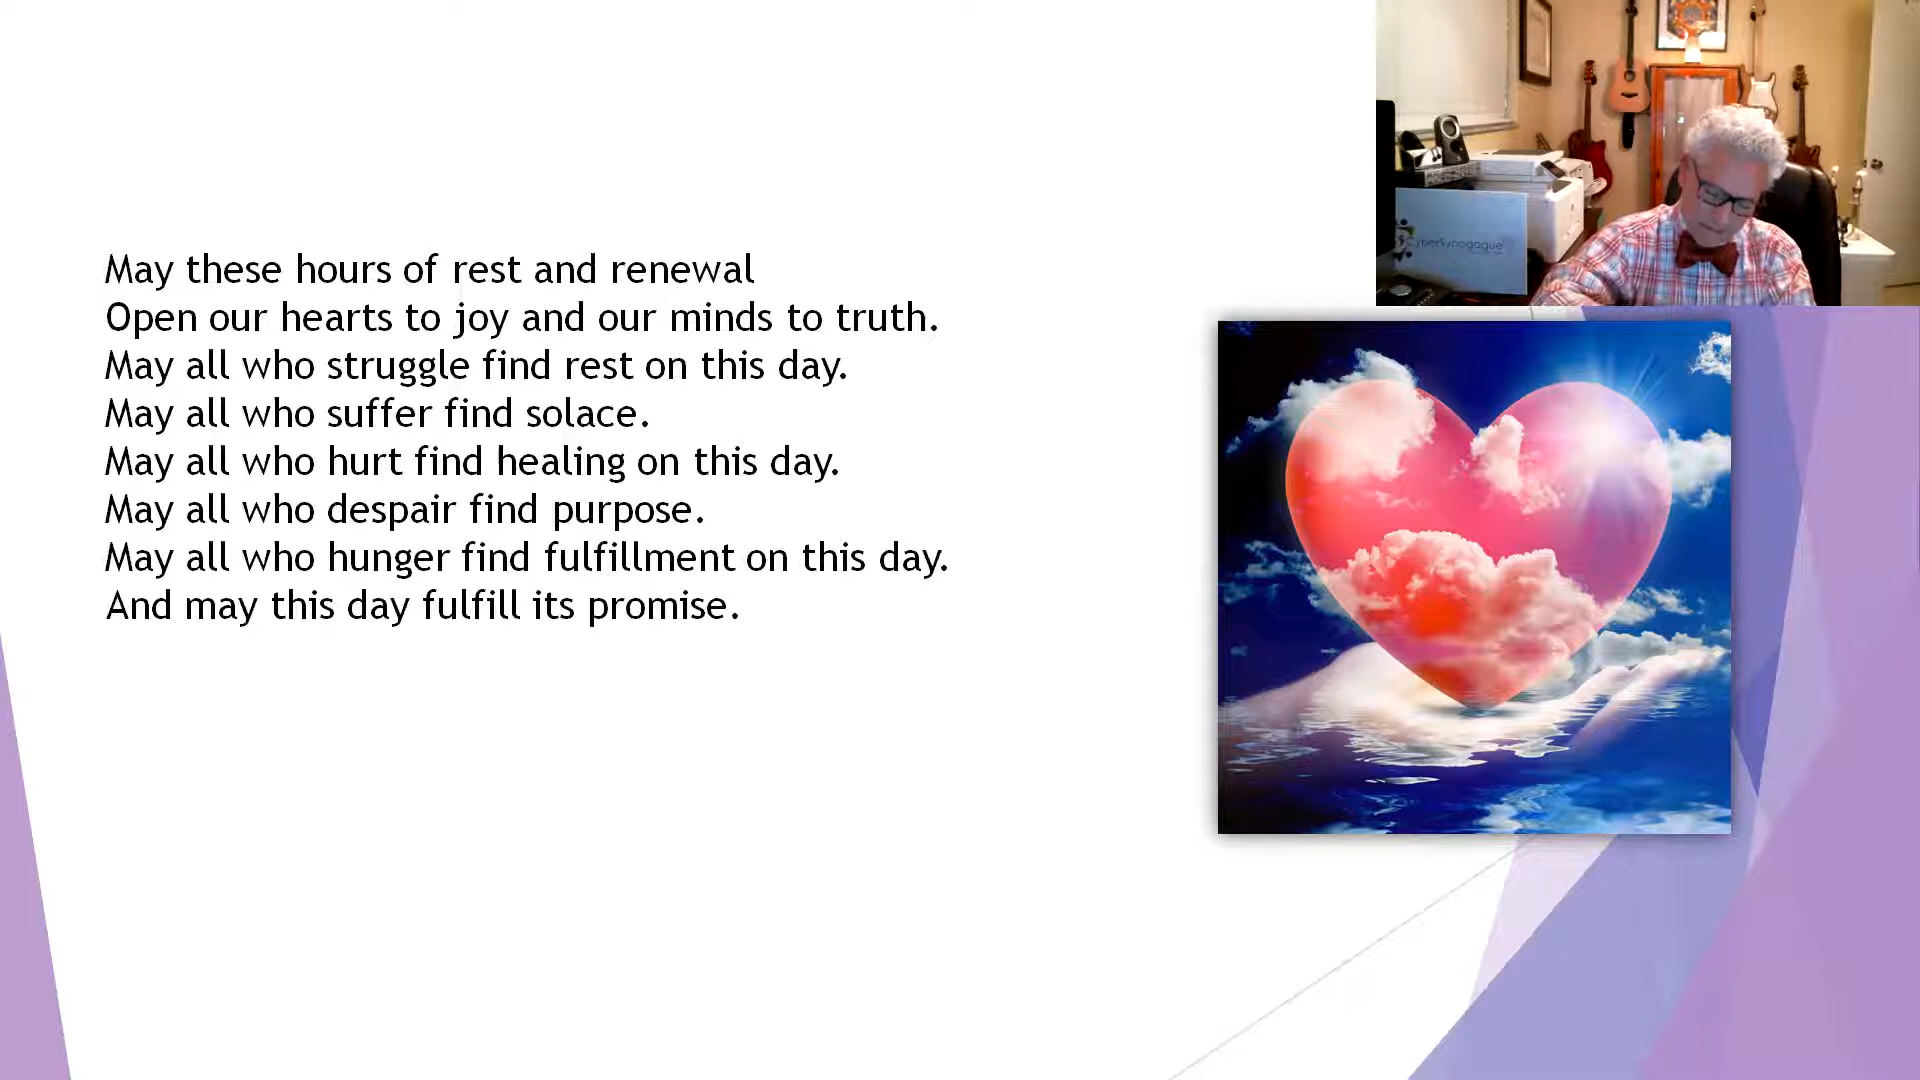 May these hours of rest and renewal
Open our hearts to joy and our minds to truth.
May all who struggle find rest on this day.
May all who suffer find solace.
May all who hurt find healing on this day.
May all who despair find purpose.
May all who hunger find fulfillment on this day.
And may this day fulfill its promise.
CyberSynagogue